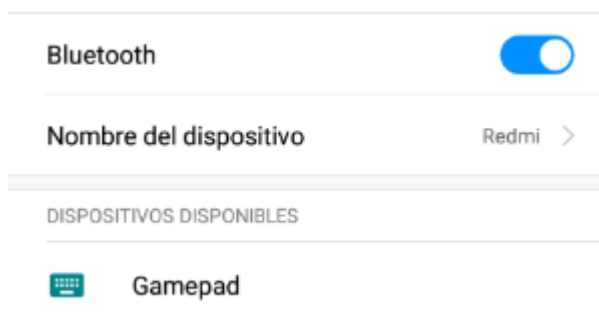 Bluetooth
Nombre del dispositivo Redmi
DISPOSITIVOS DISPONIBLES
Gamepad